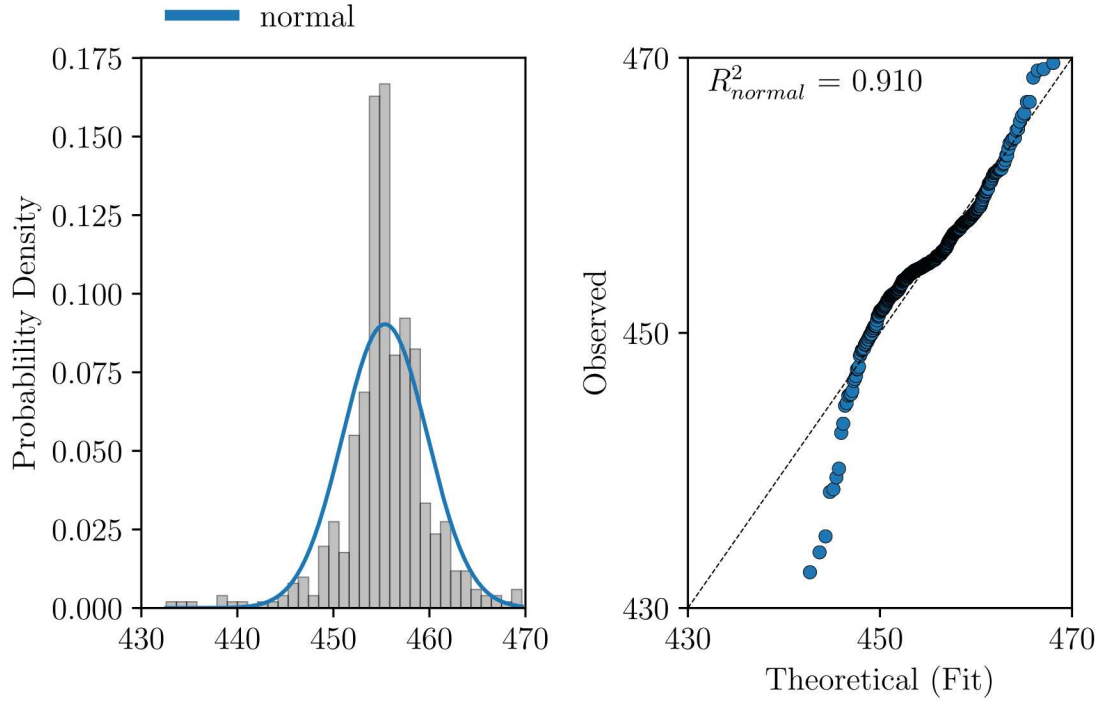 normal
0.175
0.150
0.125
0.100
0.075
0.050
0.025
0.000
Probablility Density
430 440 450 460 470
R²normal = 0.910
470
450
430
Observed
430 450 470
Theoretical (Fit)